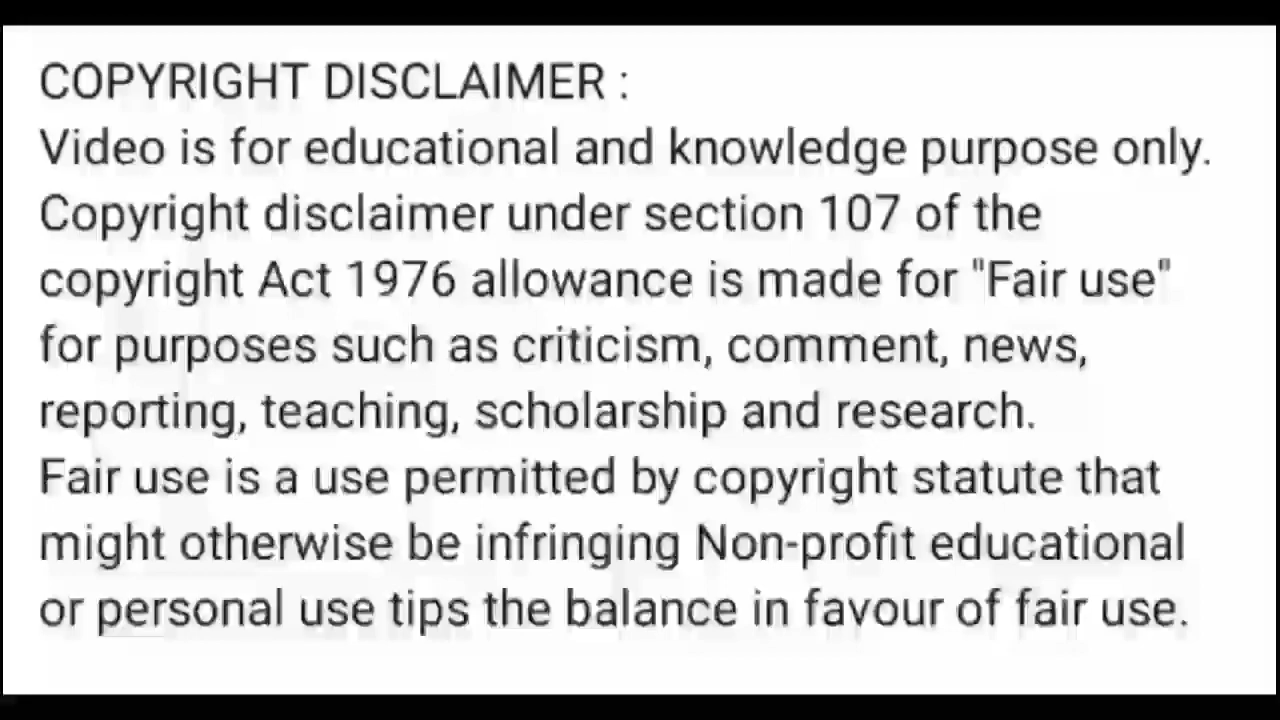 COPYRIGHT DISCLAIMER :
Video is for educational and knowledge purpose only.
Copyright disclaimer under section 107 of the
copyright Act 1976 allowance is made for "Fair use"
for purposes such as criticism, comment, news,
reporting, teaching, scholarship and research.
Fair use is a use permitted by copyright statute that
might otherwise be infringing Non-profit educational
or personal use tips the balance in favour of fair use.